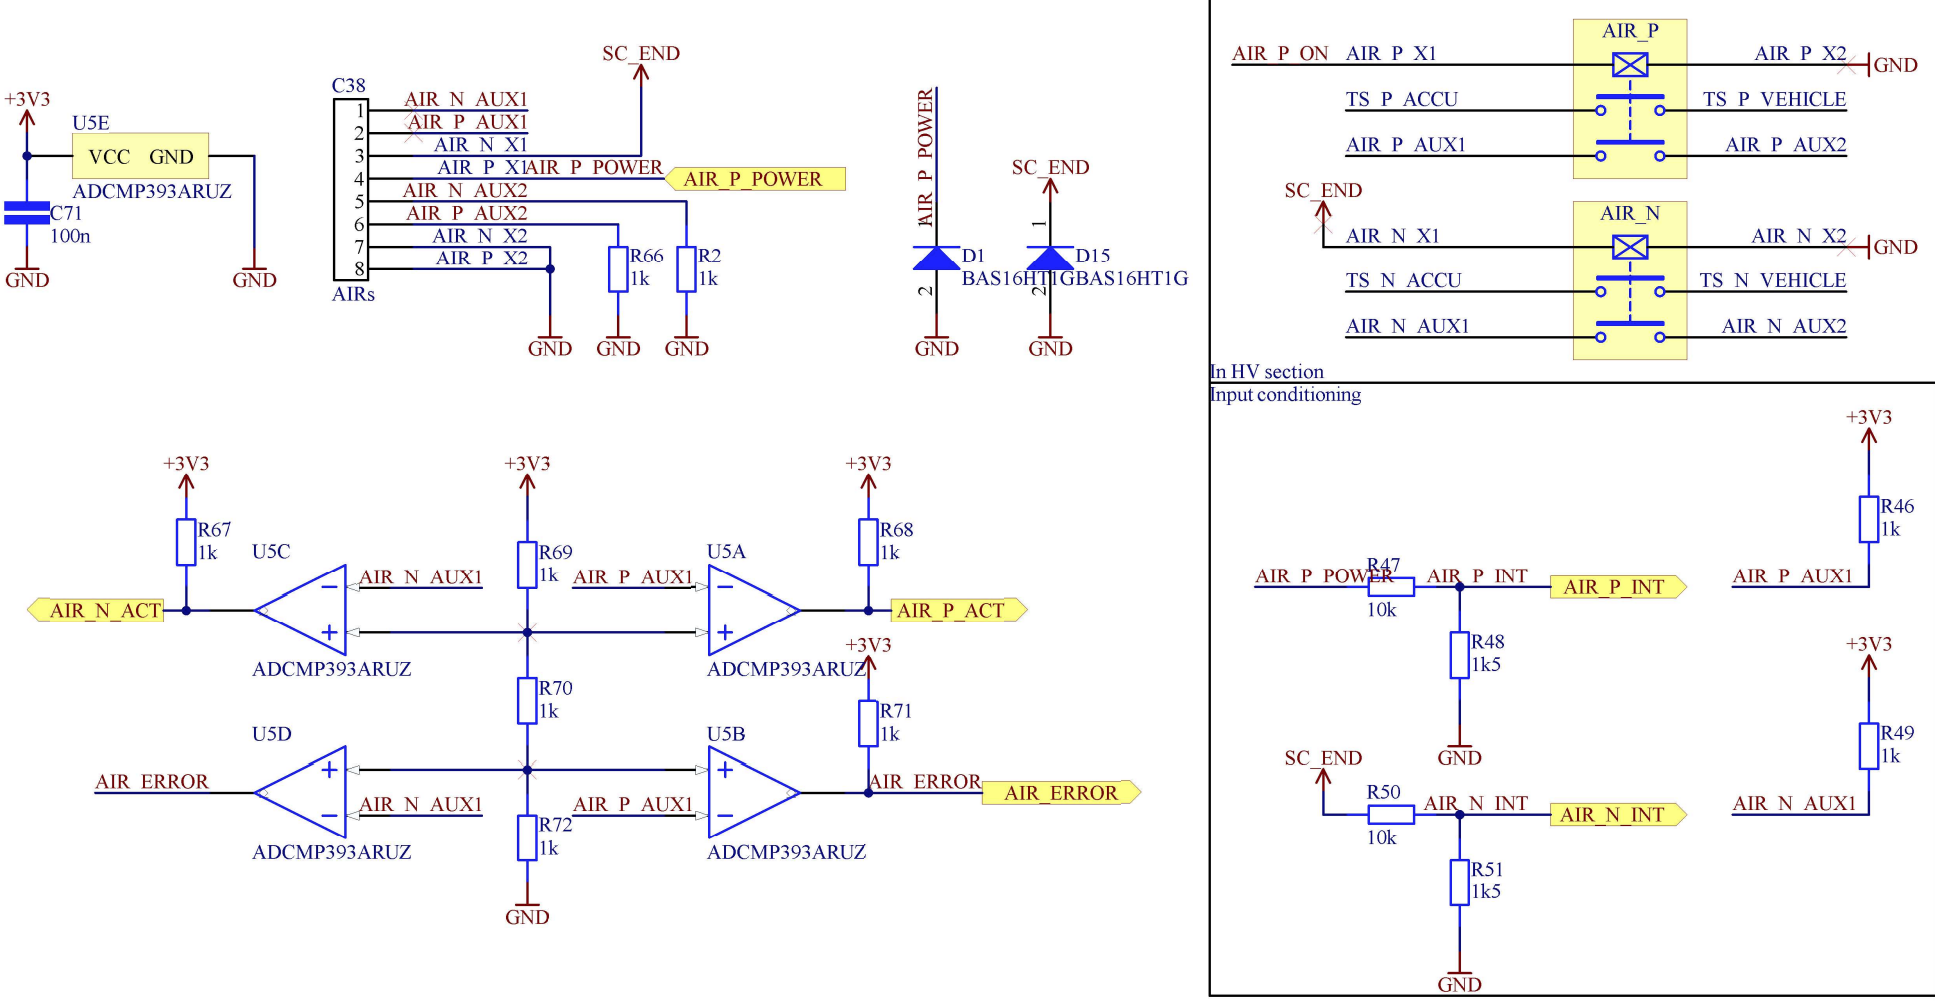 +3V3
U5E
VCC GND
ADCMP393ARUZ
C71
100n
GND
GND
C38
SC_END
1 AIR_N_AUX1
2 AIR_P_AUX1
3 AIR_N_X1
4 AIR_P_X1 AIR_P_POWER AIR_P_POWER
5 AIR_N_AUX2
6 AIR_P_AUX2
7 AIR_N_X2
8 AIR_P_X2
AIRs
R66
1k
R2
1k
GND
GND
GND
AIR_P_POWER
1
D1
BAS16HT1G
2
GND
SC_END
1
D15
BAS16HT1G
2
GND
AIR_P
AIR_P_ON AIR_P_X1 AIR_P_X2 GND
TS_P_ACCU TS_P_VEHICLE
AIR_P_AUX1 AIR_P_AUX2
SC_END
AIR_N
AIR_N_X1 AIR_N_X2 GND
TS_N_ACCU TS_N_VEHICLE
AIR_N_AUX1 AIR_N_AUX2
In HV section
Input conditioning
+3V3
R67
1k
U5C
AIR_N_ACT
AIR_N_AUX1
ADCMP393ARUZ
+3V3
R69
1k
R70
1k
R72
1k
GND
+3V3
R68
1k
U5A
AIR_P_AUX1
AIR_P_ACT
ADCMP393ARUZ
U5D
AIR_ERROR
AIR_N_AUX1
ADCMP393ARUZ
+3V3
R71
1k
U5B
AIR_P_AUX1
AIR_ERROR
AIR_ERROR
ADCMP393ARUZ
AIR_P_POWER
R47
10k
AIR_P_INT
AIR_P_INT
R48
1k5
GND
+3V3
R46
1k
AIR_P_AUX1
SC_END
R50
10k
AIR_N_INT
AIR_N_INT
R51
1k5
GND
+3V3
R49
1k
AIR_N_AUX1